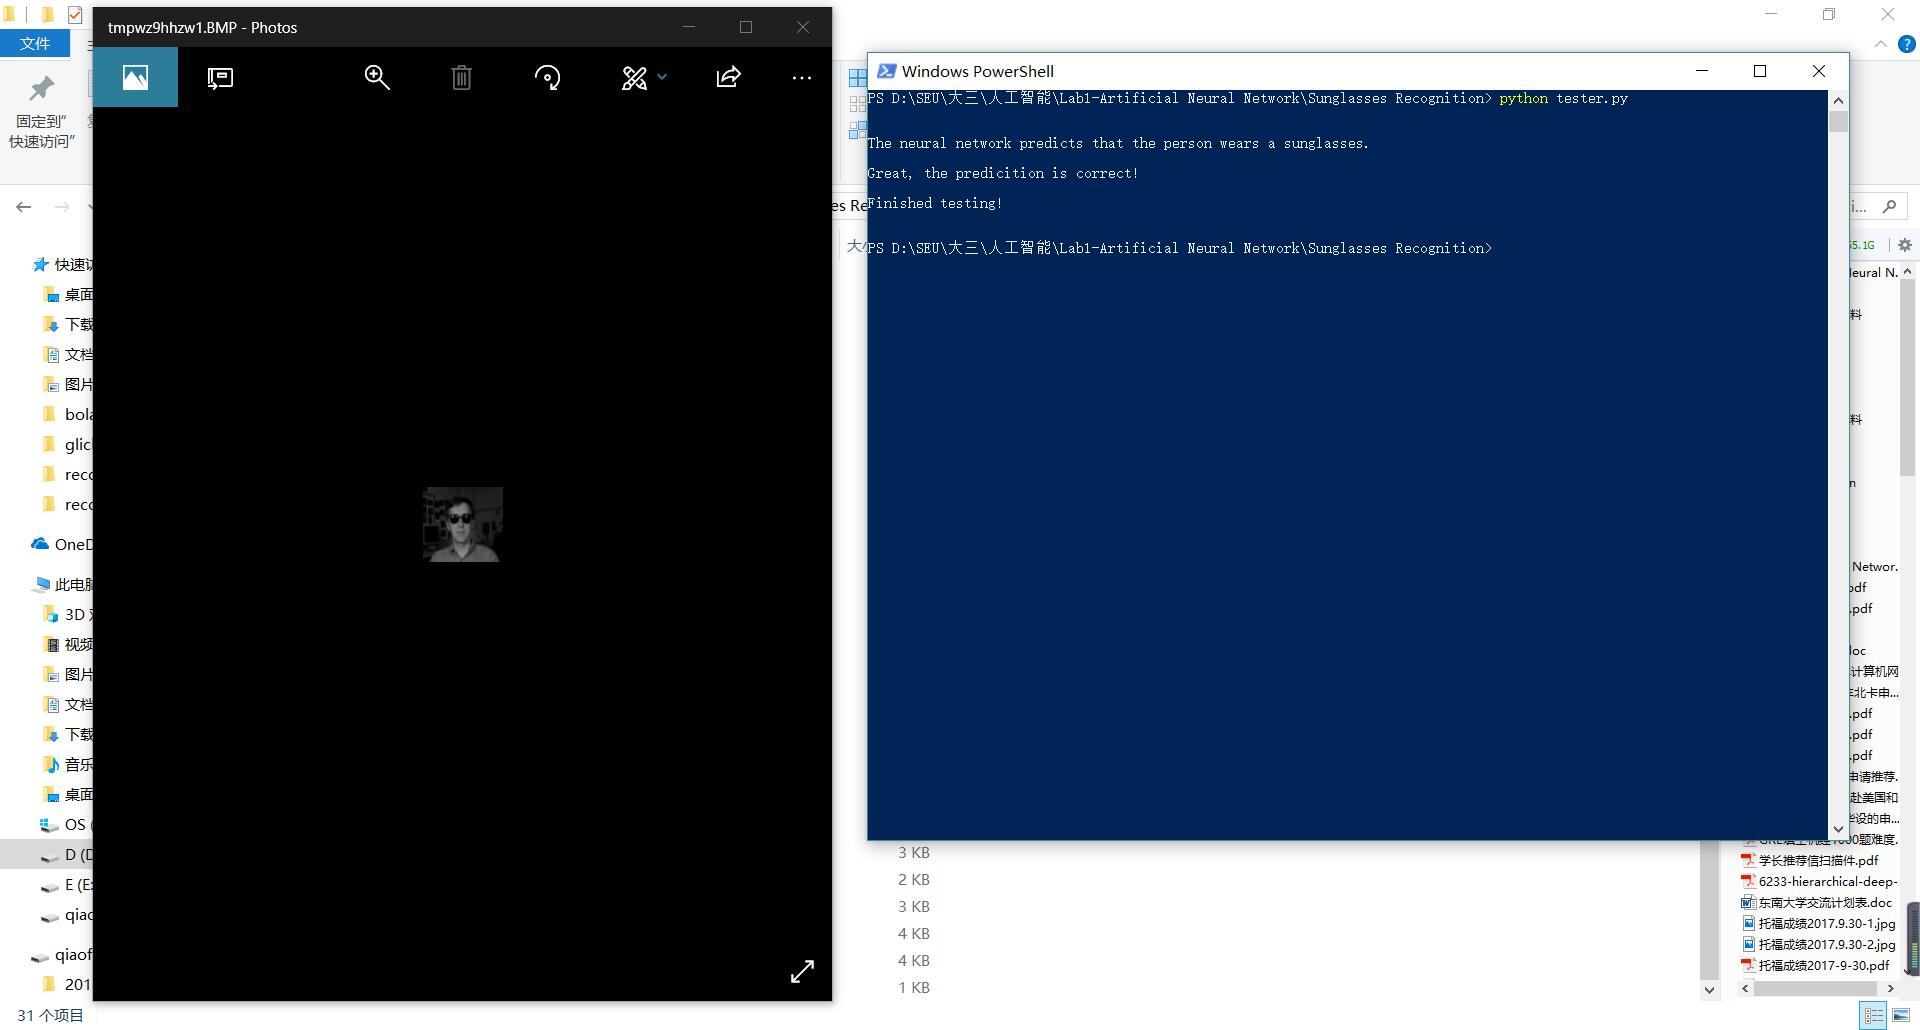 tmpwz9hhzw1.BMP - Photos
文件
固定到“
快速访问”
es Re
大小
快速访
桌面
下载
文档
图片
bola
glic
reco
reco
OneD
此电脑
3D
视频
图片
文档
下载
音乐
桌面
OS (
D (D
E (E:
qiao
qiaof
201
31 个项目
Windows PowerShell
PS D:\SEU\大三\人工智能\Lab1-Artificial Neural Network\Sunglasses Recognition> python tester.py
The neural network predicts that the person wears a sunglasses.
Great, the predicition is correct!
Finished testing!
PS D:\SEU\大三\人工智能\Lab1-Artificial Neural Network\Sunglasses Recognition>
3 KB
2 KB
3 KB
4 KB
4 KB
1 KB
i...
55.1G
leural N.
料
料
n
Networ.
pdf
.pdf
loc
计算机网
北卡申...
.pdf
.pdf
.pdf
申请推荐.
赴美国和
毕设的申...
学长推荐信扫描件.pdf
6233-hierarchical-deep-
东南大学交流计划表.doc
托福成绩2017.9.30-1.jpg
托福成绩2017.9.30-2.jpg
托福成绩2017-9-30.pdf